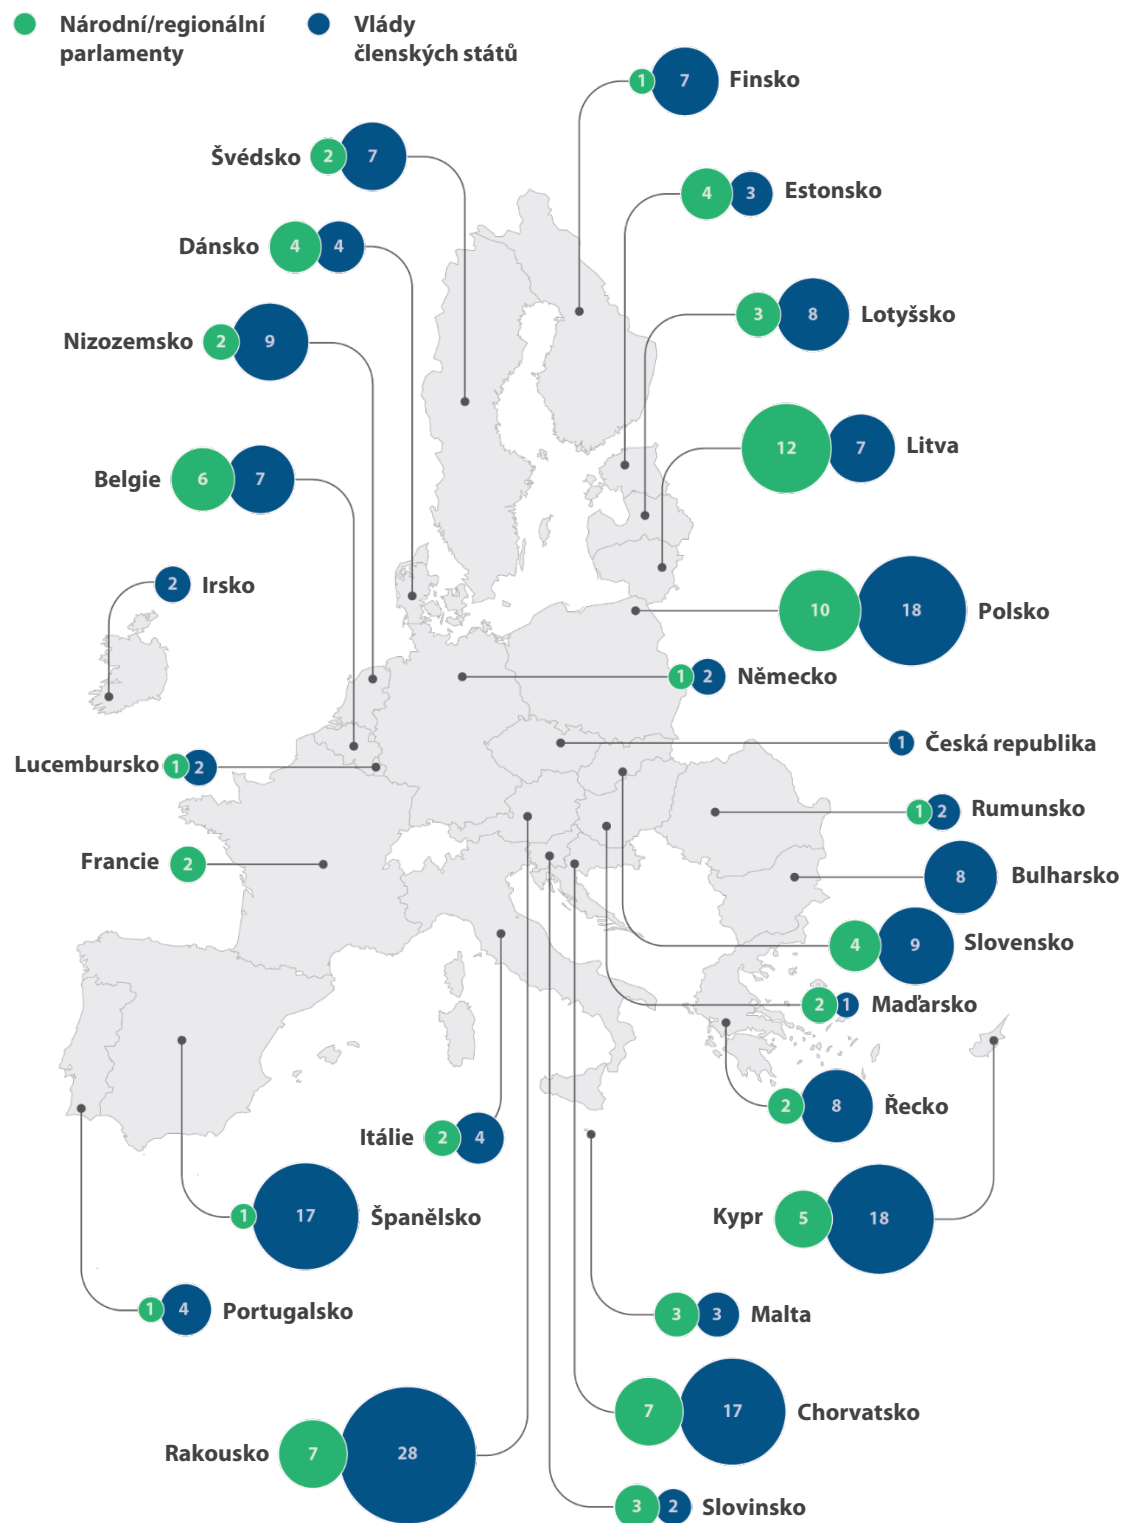 Národní/regionální
parlamenty
Vlády
členských států
1 7 Finsko
Švédsko 2 7
4 3 Estonsko
Dánsko 4 4
3 8 Lotyšsko
Nizozemsko 2 9
12 7 Litva
Belgie 6 7
2 Irsko
10 18 Polsko
1 2 Německo
1 Česká republika
Lucembursko 1 2
1 2 Rumunsko
Francie 2
8 Bulharsko
4 9 Slovensko
2 1 Maďarsko
2 8 Řecko
Itálie 2 4
1 17 Španělsko
Kypr 5 18
1 4 Portugalsko
3 3 Malta
7 17 Chorvatsko
Rakousko 7 28
3 2 Slovinsko